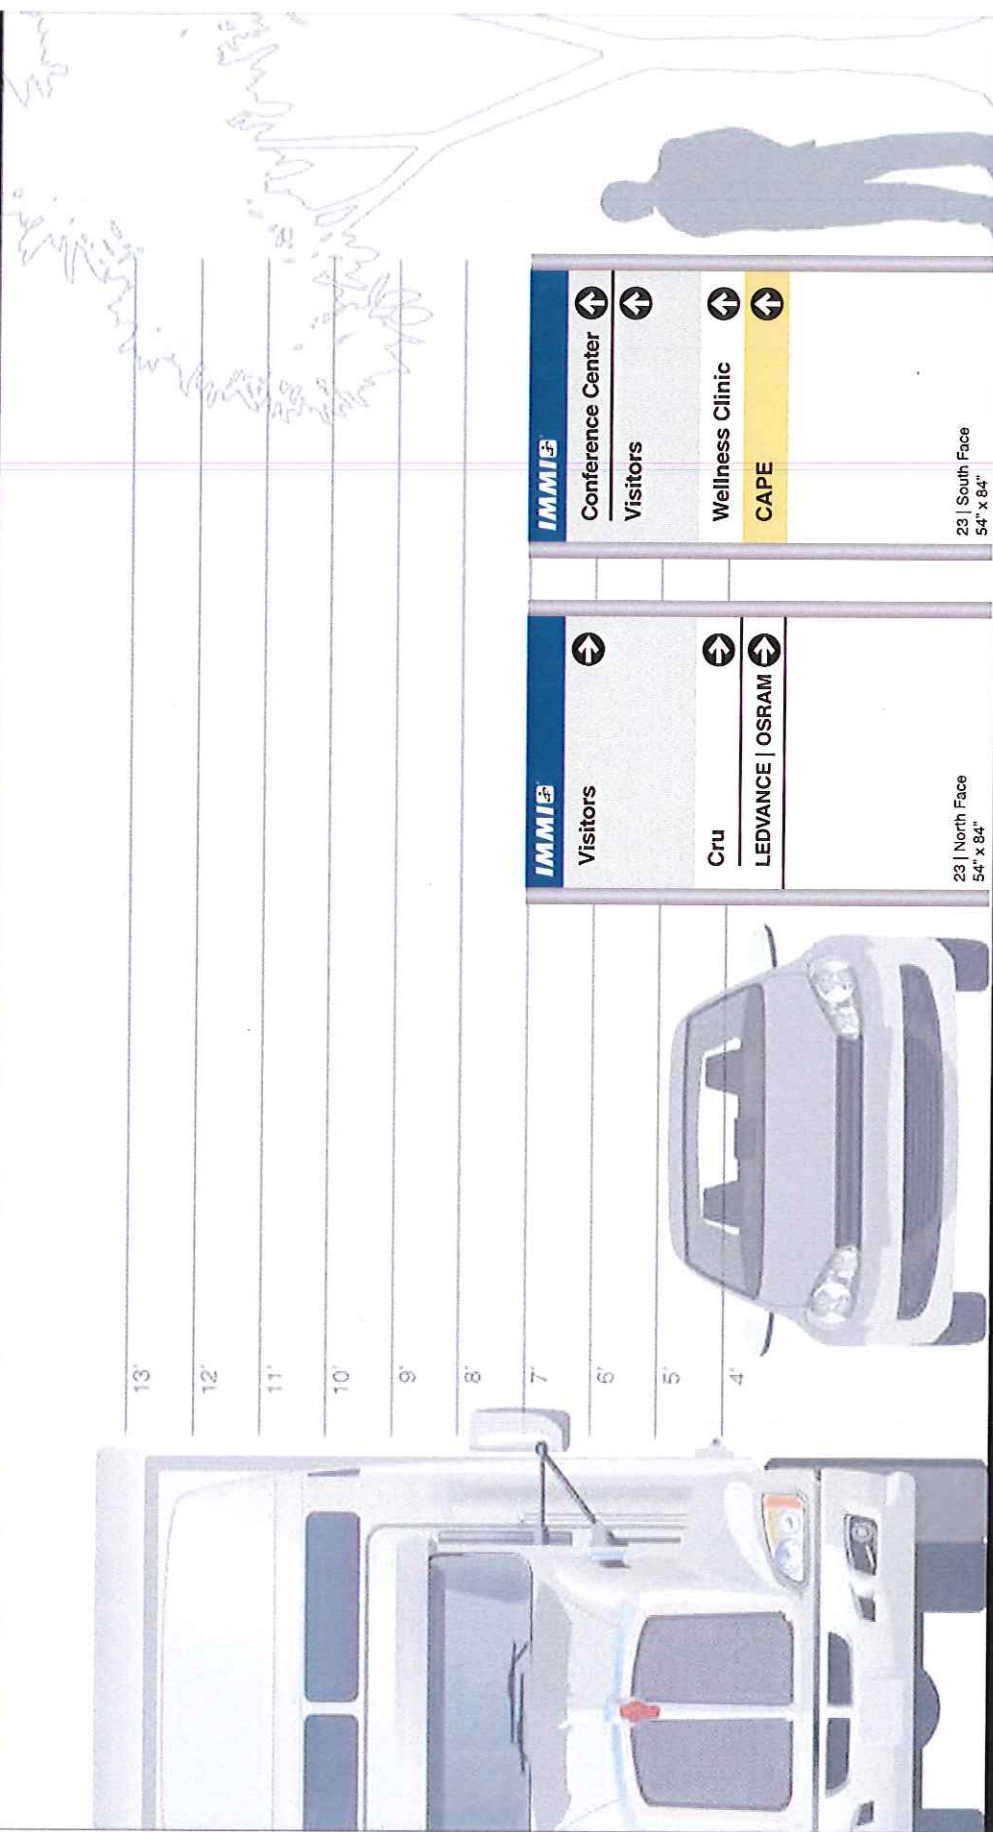 13'
12'
11'
10'
9'
8'
7'
6'
5'
4'
IMMI
Visitors
Cru
LEDVANCE | OSRAM
23 | North Face
54" x 84"
IMMI
Conference Center
Visitors
Wellness Clinic
CAPE
23 | South Face
54" x 84"